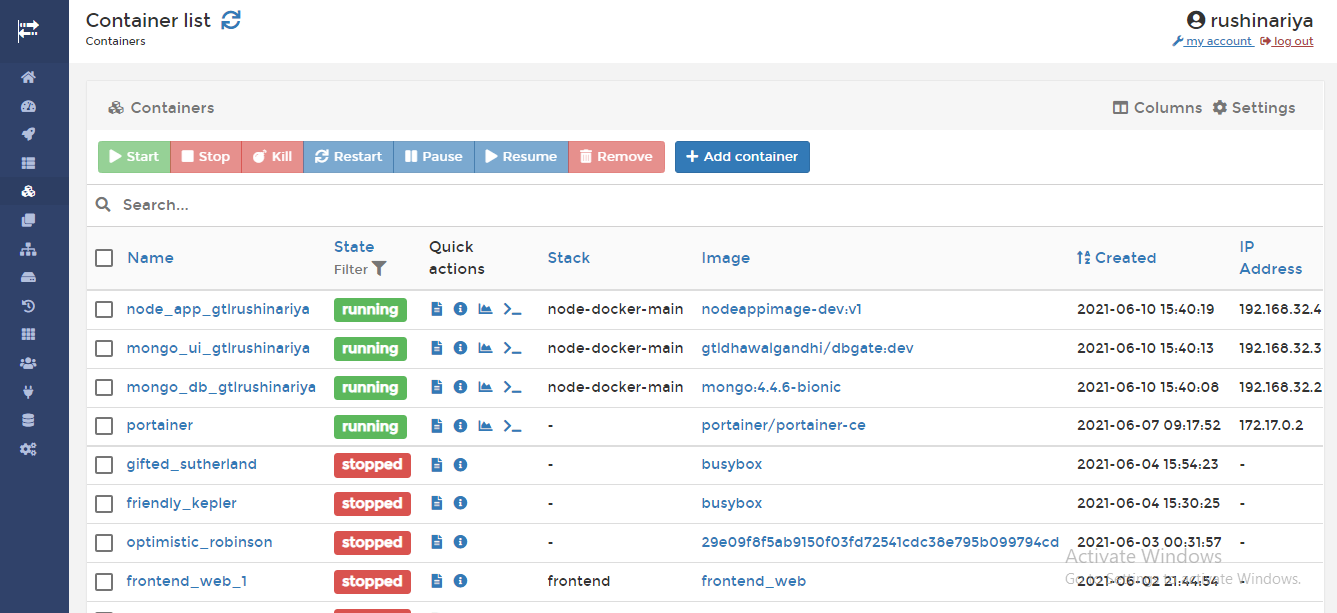 Container list
Containers
rushinariya
my account log out
Containers
Columns Settings
Start Stop Kill Restart Pause Resume Remove Add container
Search...
Name State Filter Quick actions Stack Image Created IP Address
node_app_gtlrushinariya running node-docker-main nodeappimage-dev:v1 2021-06-10 15:40:19 192.168.32.4
mongo_ui_gtlrushinariya running node-docker-main gtldhawalgandhi/dbgate:dev 2021-06-10 15:40:13 192.168.32.3
mongo_db_gtlrushinariya running node-docker-main mongo:4.4.6-bionic 2021-06-10 15:40:08 192.168.32.2
portainer running - portainer/portainer-ce 2021-06-07 09:17:52 172.17.0.2
gifted_sutherland stopped - busybox 2021-06-04 15:54:23 -
friendly_kepler stopped - busybox 2021-06-04 15:30:25 -
optimistic_robinson stopped - 29e09f8f5ab9150f03fd72541cdc38e795b099794cd 2021-06-03 00:31:57 -
Activate Windows
frontend_web_1 stopped frontend frontend_web 2021-06-02 21:44:54 -
Go to Settings to activate Windows.